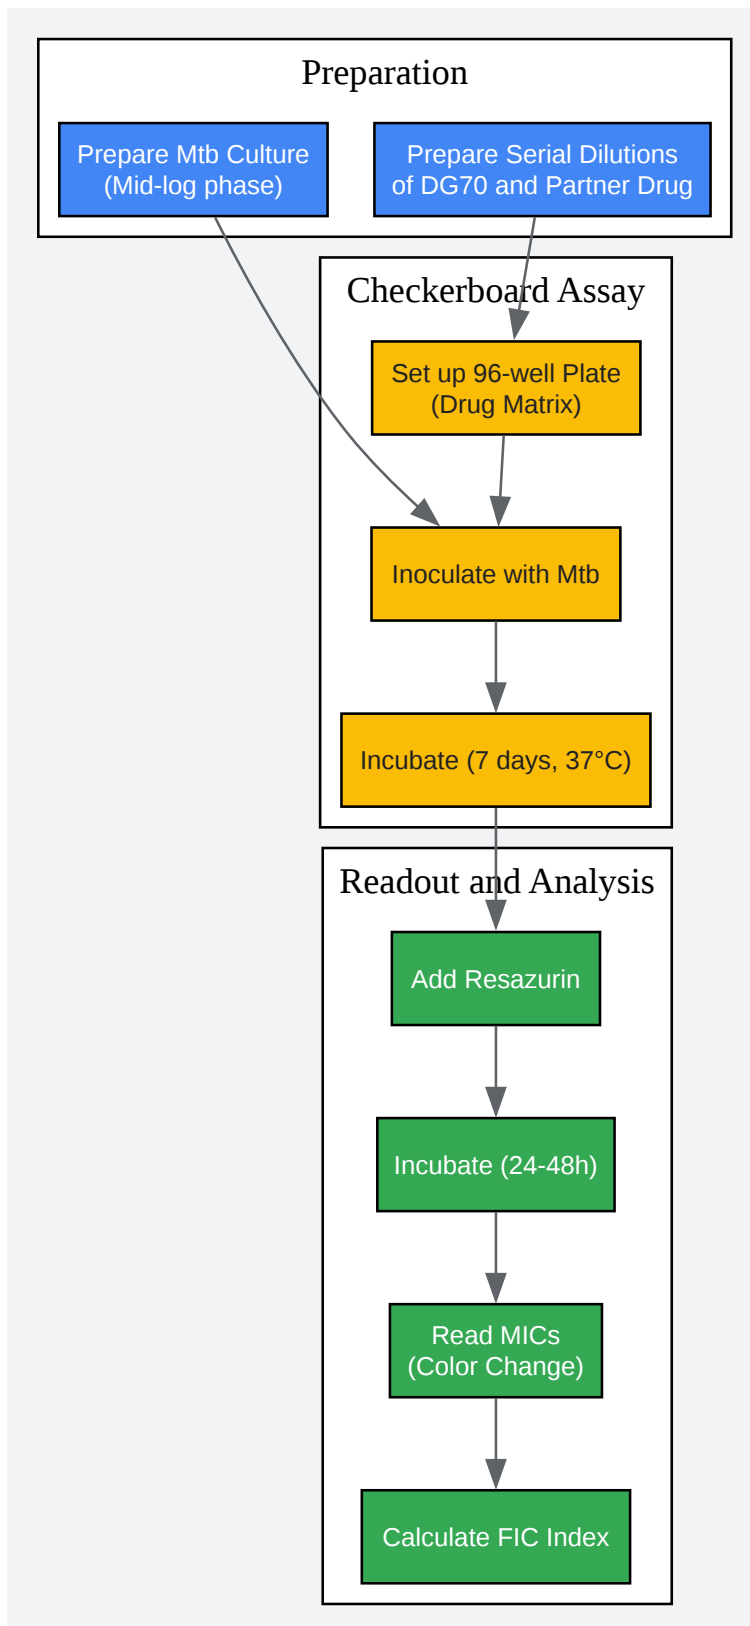 Preparation
Prepare Mtb Culture
(Mid-log phase)
Prepare Serial Dilutions
of DG70 and Partner Drug
Checkerboard Assay
Set up 96-well Plate
(Drug Matrix)
Inoculate with Mtb
Incubate (7 days, 37°C)
Readout and Analysis
Add Resazurin
Incubate (24-48h)
Read MICs
(Color Change)
Calculate FIC Index